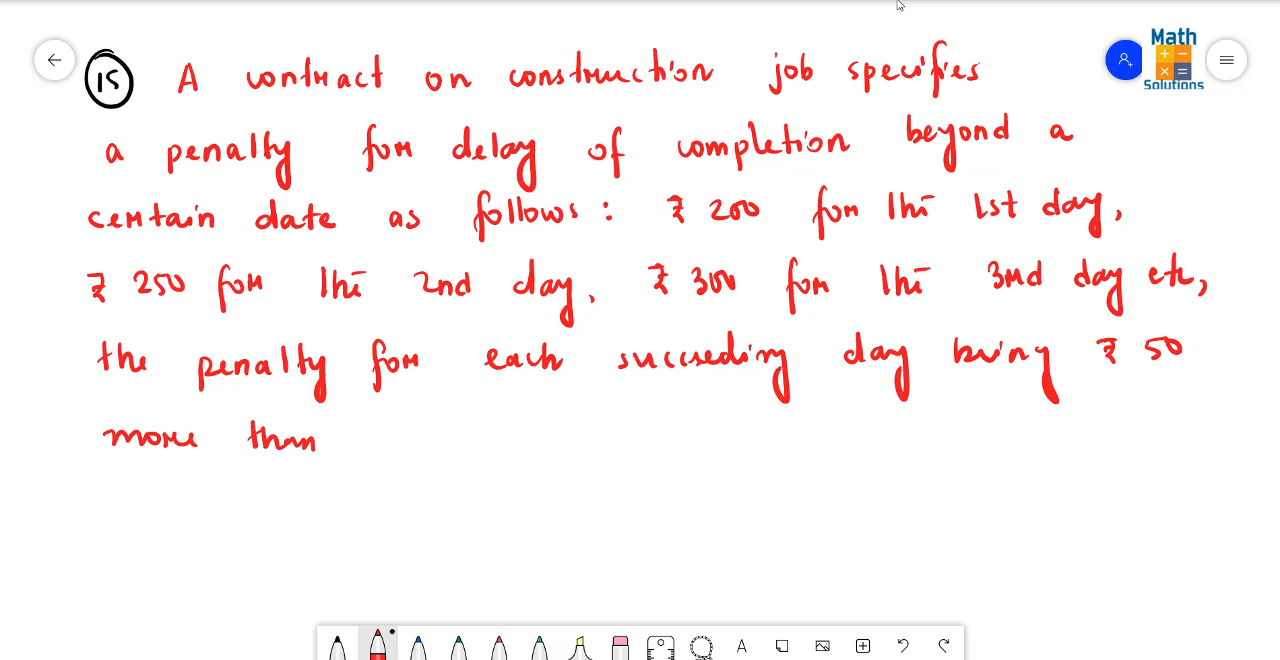 Math
Solutions
15 A contract on construction job specifies
a penalty for delay of completion beyond a
certain date as follows : ₹ 200 for the 1st day,
₹ 250 for the 2nd day, ₹ 300 for the 3rd day etc,
the penalty for each succeeding day being ₹ 50
more than
A